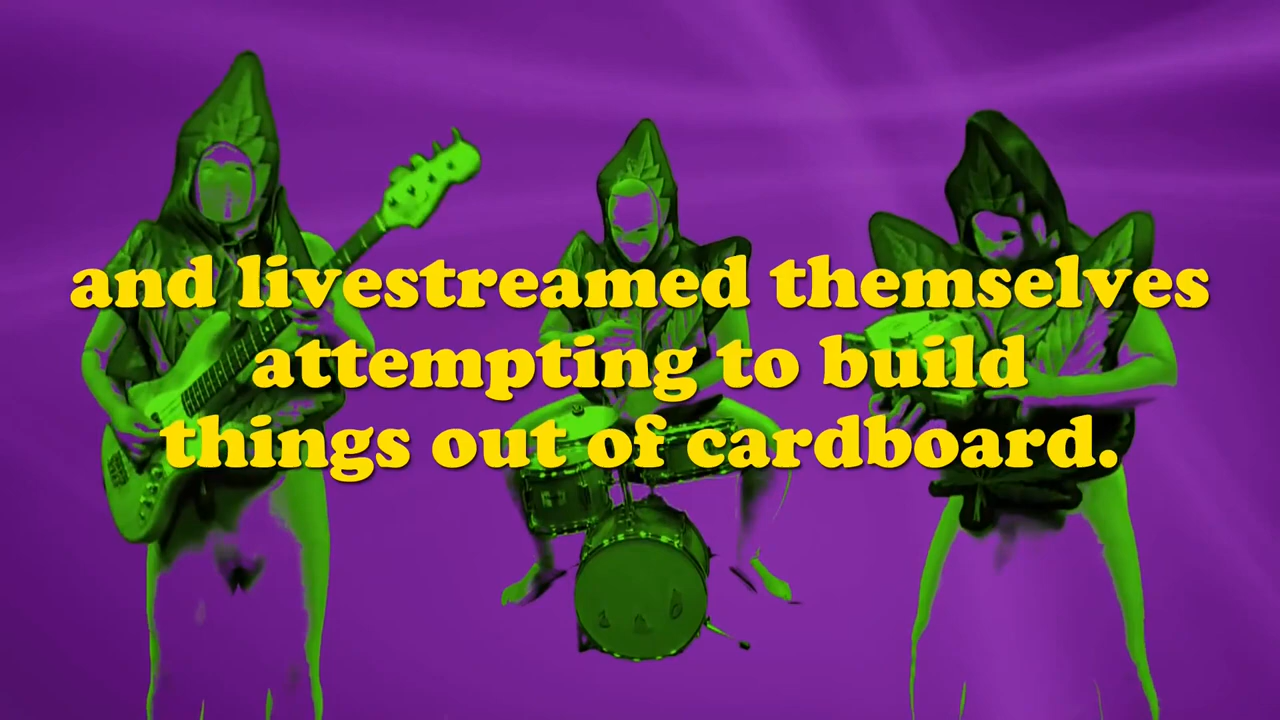 and livestreamed themselves
attempting to build
things out of cardboard.